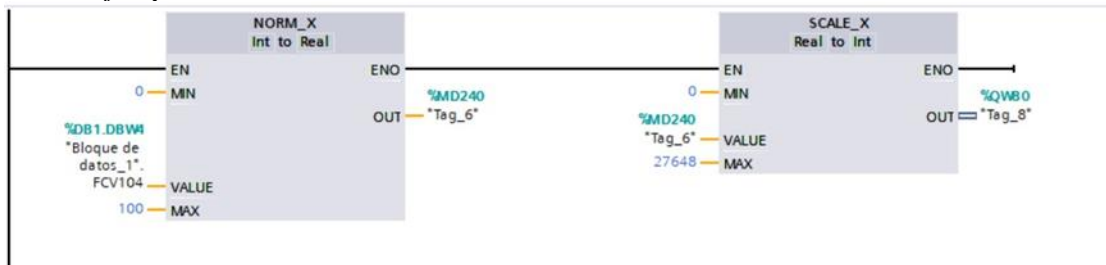 NORM_X
Int to Real
EN
ENO
0
MIN
%MD240
OUT
"Tag_6"
%DB1.DBW4
"Bloque de
datos_1".
FCV104
VALUE
100
MAX
SCALE_X
Real to Int
EN
ENO
0
MIN
%QW80
OUT
"Tag_8"
%MD240
"Tag_6"
VALUE
27648
MAX